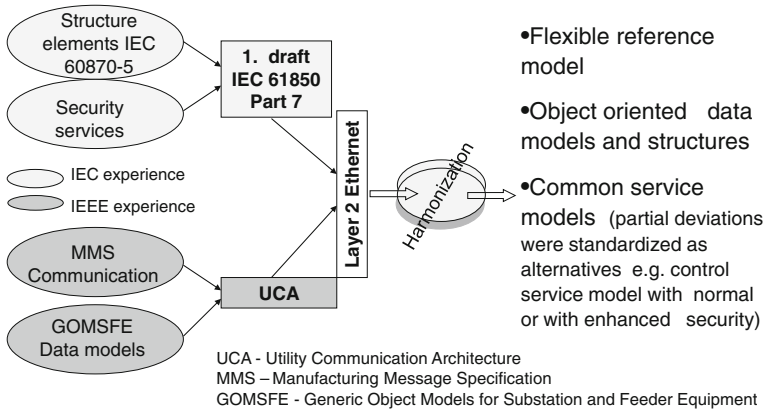 Structure
elements IEC
60870-5
Security
services
1. draft
IEC 61850
Part 7
IEC experience
IEEE experience
MMS
Communication
GOMSFE
Data models
UCA
Layer 2 Ethernet
Harmonization
•Flexible reference
model
•Object oriented data
models and structures
•Common service
models (partial deviations
were standardized as
alternatives e.g. control
service model with normal
or with enhanced security)
UCA - Utility Communication Architecture
MMS – Manufacturing Message Specification
GOMSFE - Generic Object Models for Substation and Feeder Equipment